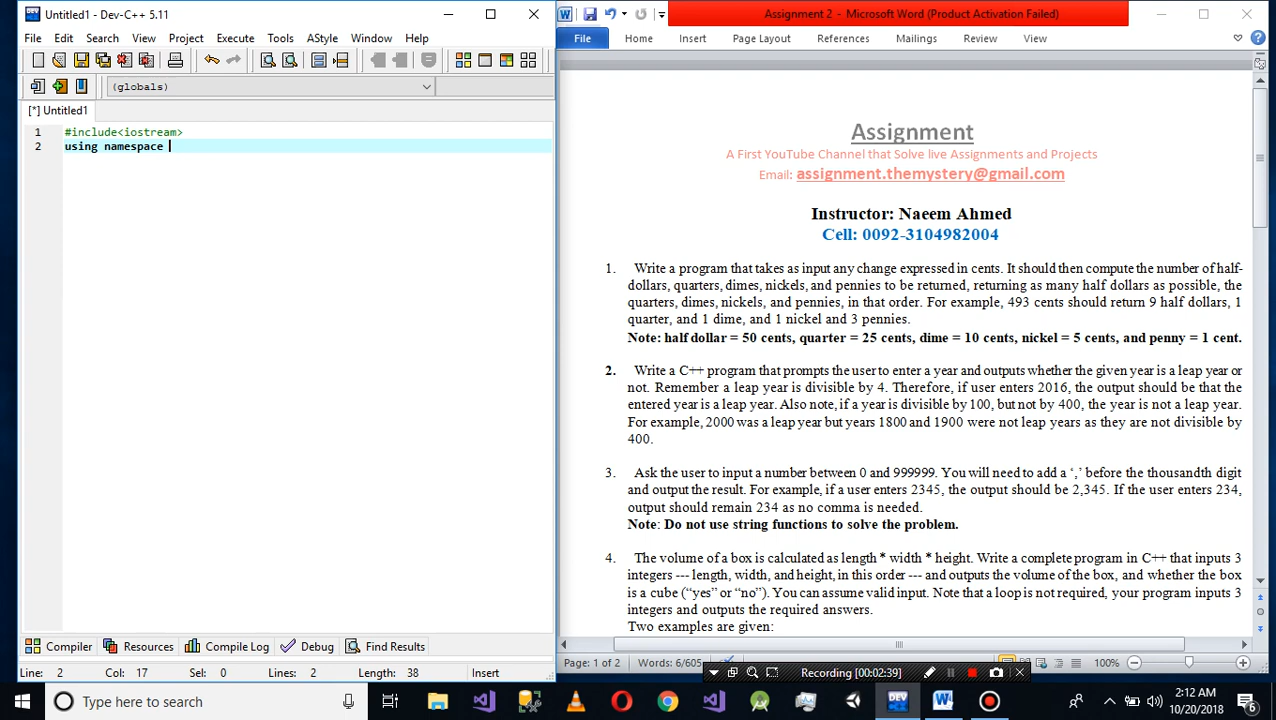 Untitled1 - Dev-C++ 5.11
File Edit Search View Project Execute Tools AStyle Window Help
(globals)
[*] Untitled1
1 #include<iostream>
2 using namespace
Compiler Resources Compile Log Debug Find Results
Line: 2 Col: 17 Sel: 0 Lines: 2 Length: 38 Insert
Assignment 2 - Microsoft Word (Product Activation Failed)
File Home Insert Page Layout References Mailings Review View
Assignment
A First YouTube Channel that Solve live Assignments and Projects
Email: assignment.themystery@gmail.com
Instructor: Naeem Ahmed
Cell: 0092-3104982004
1. Write a program that takes as input any change expressed in cents. It should then compute the number of half-
dollars, quarters, dimes, nickels, and pennies to be returned, returning as many half dollars as possible, the
quarters, dimes, nickels, and pennies, in that order. For example, 493 cents should return 9 half dollars, 1
quarter, and 1 dime, and 1 nickel and 3 pennies.
Note: half dollar = 50 cents, quarter = 25 cents, dime = 10 cents, nickel = 5 cents, and penny = 1 cent.
2. Write a C++ program that prompts the user to enter a year and outputs whether the given year is a leap year or
not. Remember a leap year is divisible by 4. Therefore, if user enters 2016, the output should be that the
entered year is a leap year. Also note, if a year is divisible by 100, but not by 400, the year is not a leap year.
For example, 2000 was a leap year but years 1800 and 1900 were not leap years as they are not divisible by
400.
3. Ask the user to input a number between 0 and 999999. You will need to add a ‘,’ before the thousandth digit
and output the result. For example, if a user enters 2345, the output should be 2,345. If the user enters 234,
output should remain 234 as no comma is needed.
Note: Do not use string functions to solve the problem.
4. The volume of a box is calculated as length * width * height. Write a complete program in C++ that inputs 3
integers --- length, width, and height, in this order --- and outputs the volume of the box, and whether the box
is a cube (“yes” or “no”). You can assume valid input. Note that a loop is not required, your program inputs 3
integers and outputs the required answers.
Two examples are given:
Page: 1 of 2 Words: 6/605 100%
Recording [00:02:39]
Type here to search
2:12 AM
10/20/2018
6